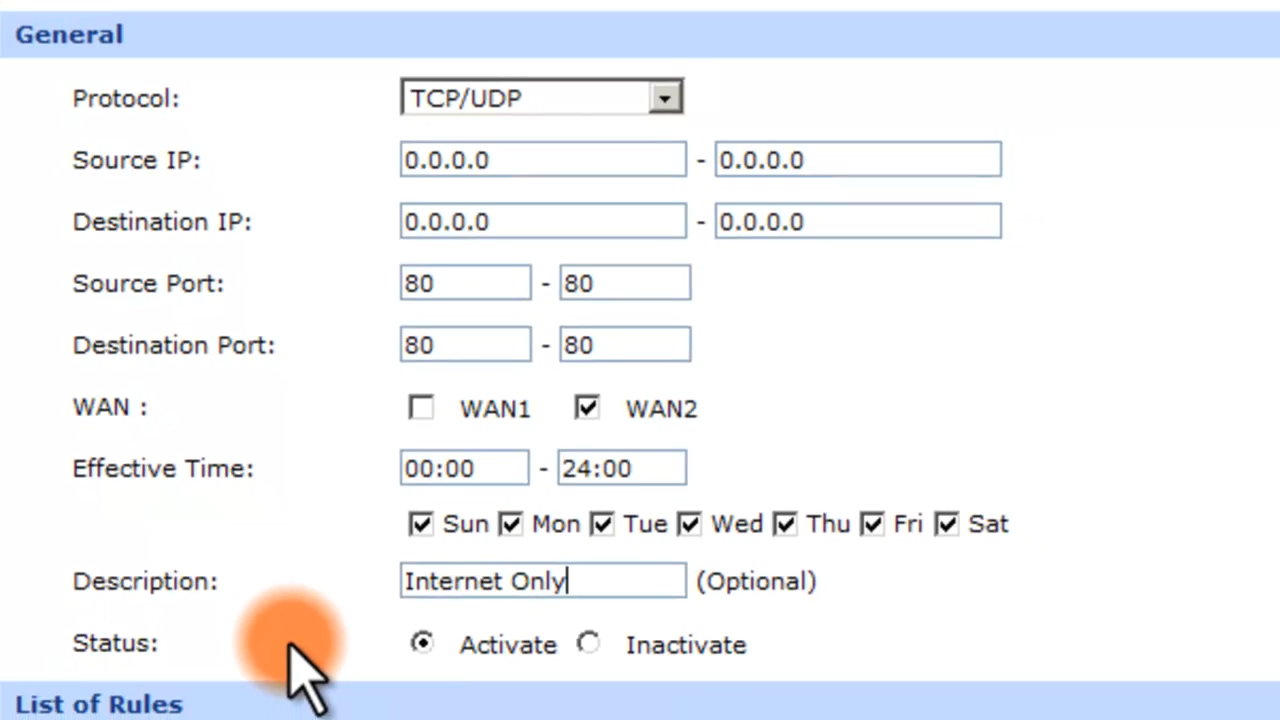 General
Protocol: TCP/UDP
Source IP: 0.0.0.0 - 0.0.0.0
Destination IP: 0.0.0.0 - 0.0.0.0
Source Port: 80 - 80
Destination Port: 80 - 80
WAN : WAN1 WAN2
Effective Time: 00:00 - 24:00
Sun Mon Tue Wed Thu Fri Sat
Description: Internet Only (Optional)
Status: Activate Inactivate
List of Rules